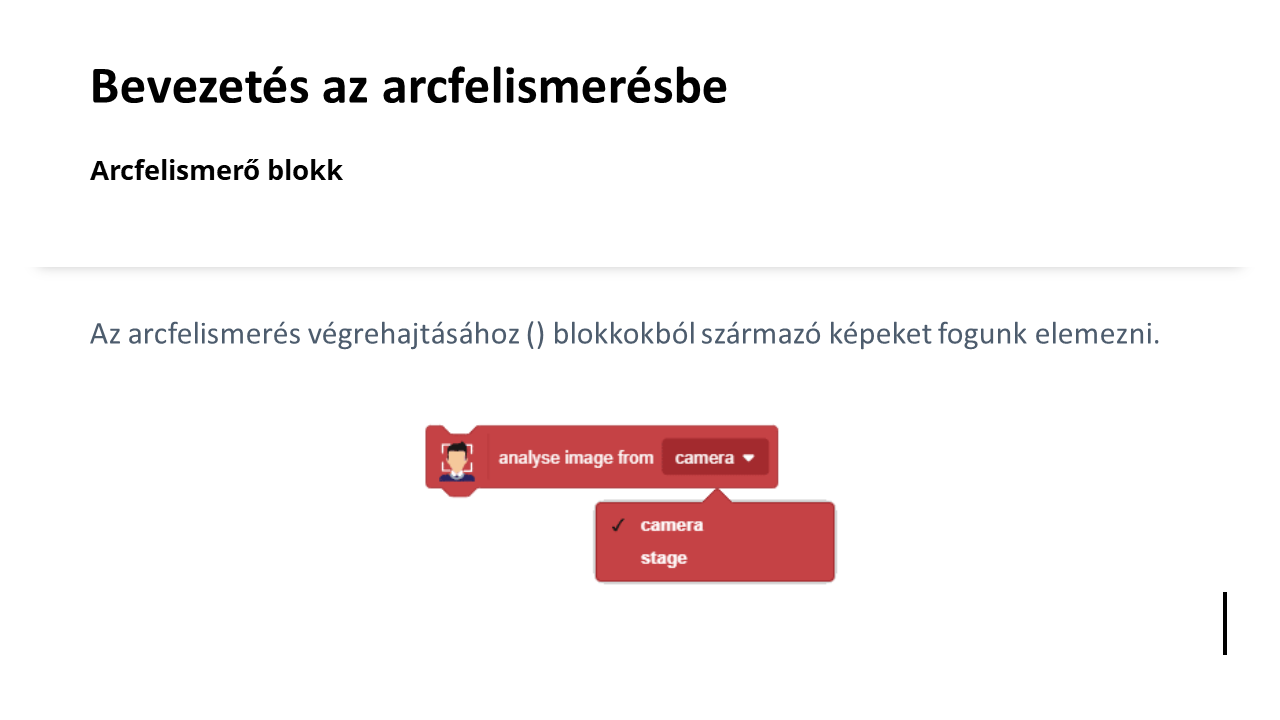 Bevezetés az arcfelismerésbe
Arcfelismerő blokk
Az arcfelismerés végrehajtásához () blokkokból származó képeket fogunk elemezni.
analyse image from camera
✓ camera
stage